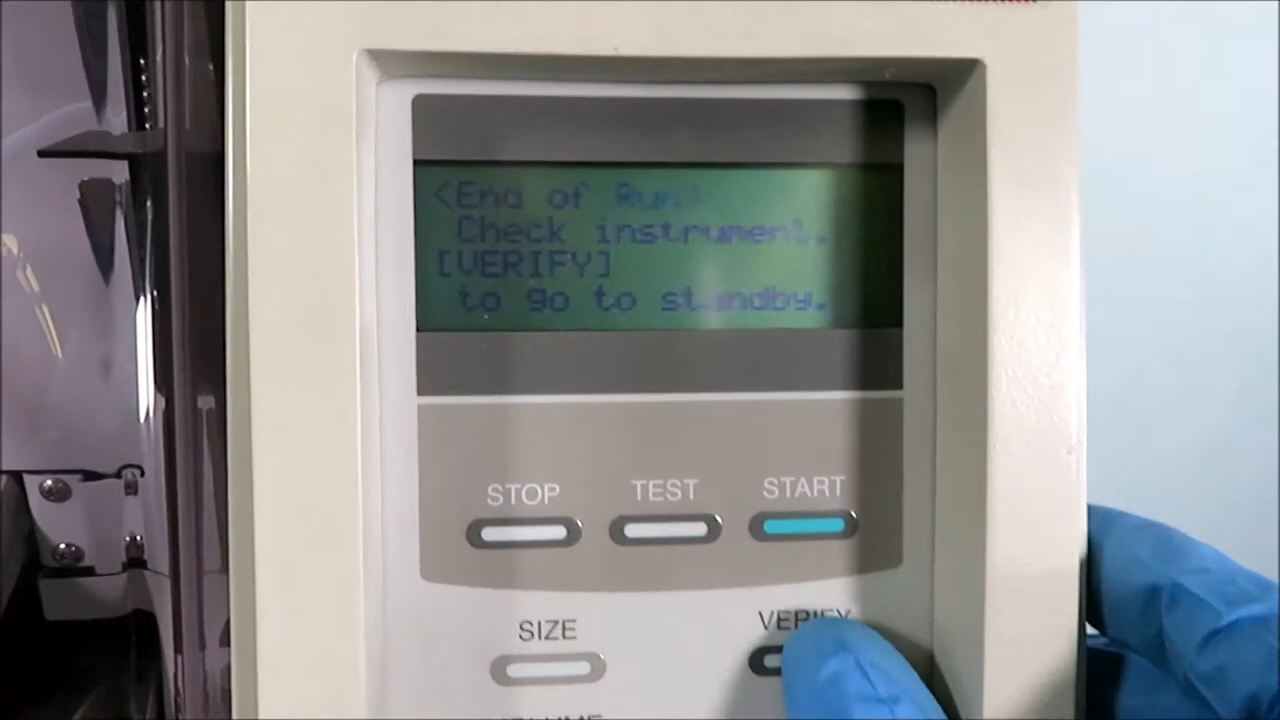 <End of Run>
Check instrument.
[VERIFY]
to go to standby.
STOP
TEST
START
SIZE
VERIFY